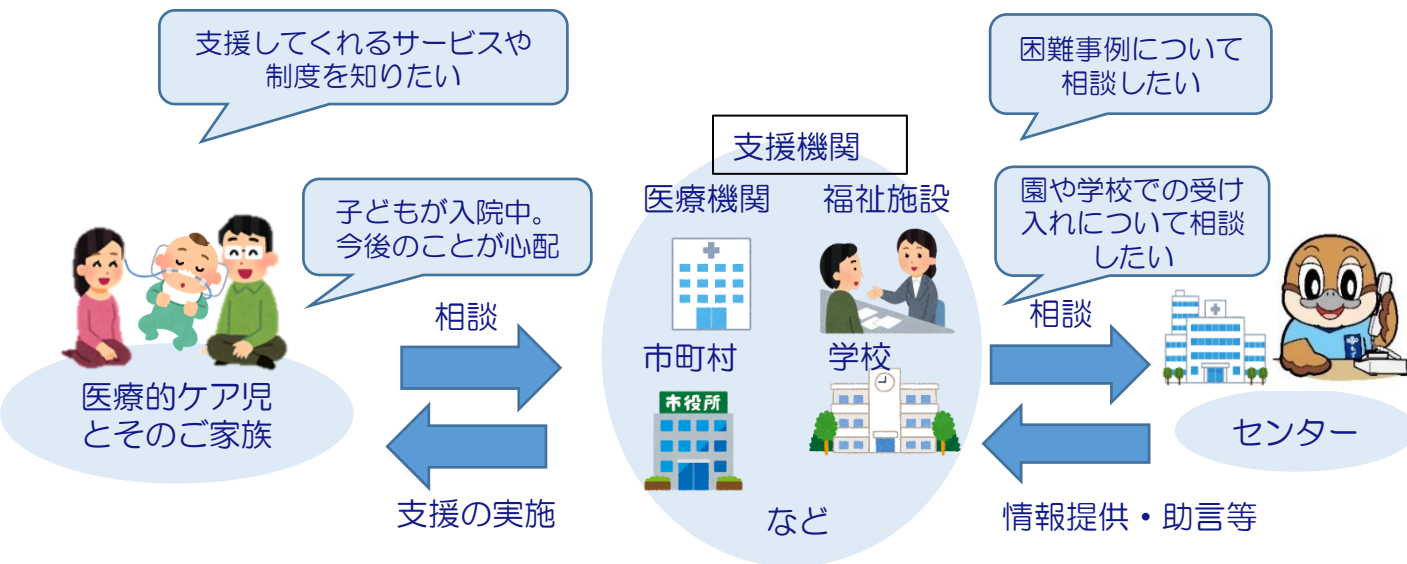 支援してくれるサービスや
制度を知りたい
困難事例について
相談したい
支援機関
医療機関
福祉施設
子どもが入院中。
今後のことが心配
園や学校での受け
入れについて相談
したい
相談
相談
市町村
学校
市役所
医療的ケア児
とそのご家族
センター
支援の実施
など
情報提供・助言等